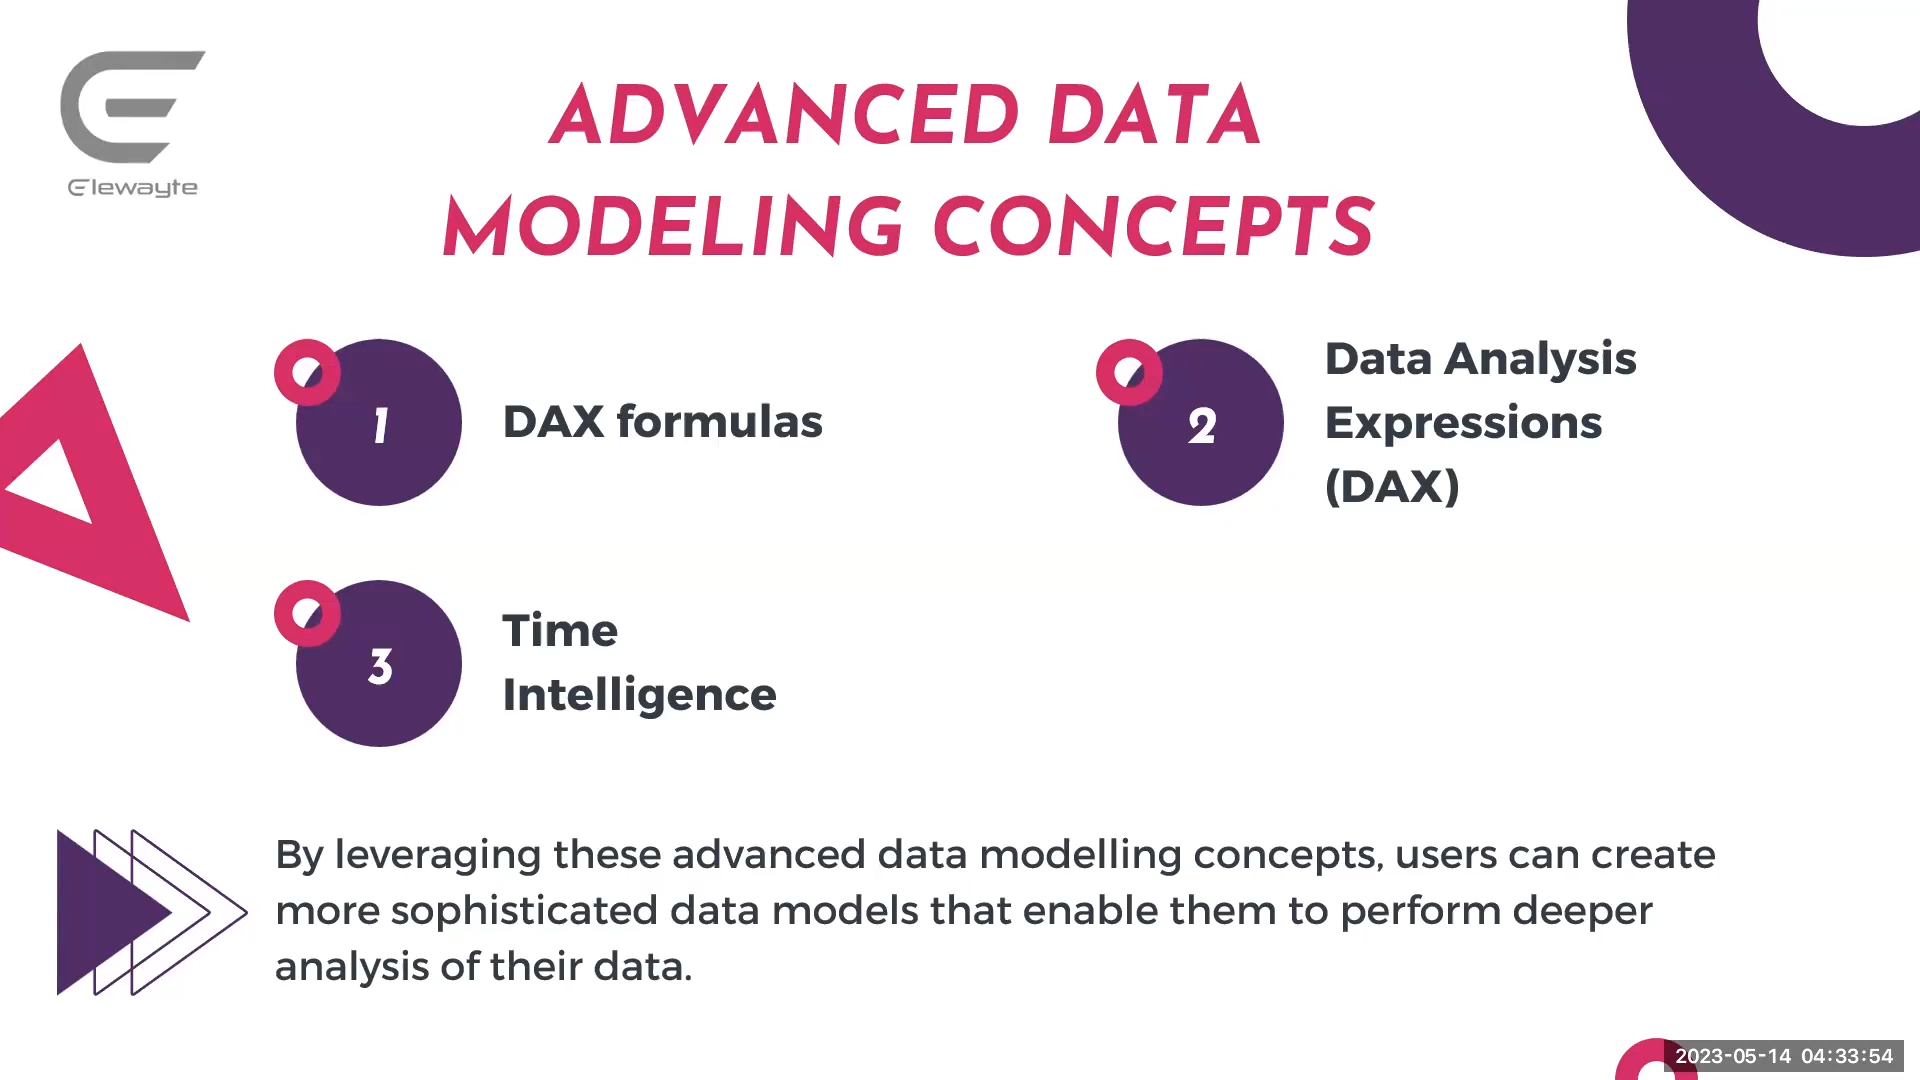 Elewayte
ADVANCED DATA
MODELING CONCEPTS
1
DAX formulas
2
Data Analysis
Expressions
(DAX)
3
Time
Intelligence
By leveraging these advanced data modelling concepts, users can create
more sophisticated data models that enable them to perform deeper
analysis of their data.
2023-05-14 04:33:54